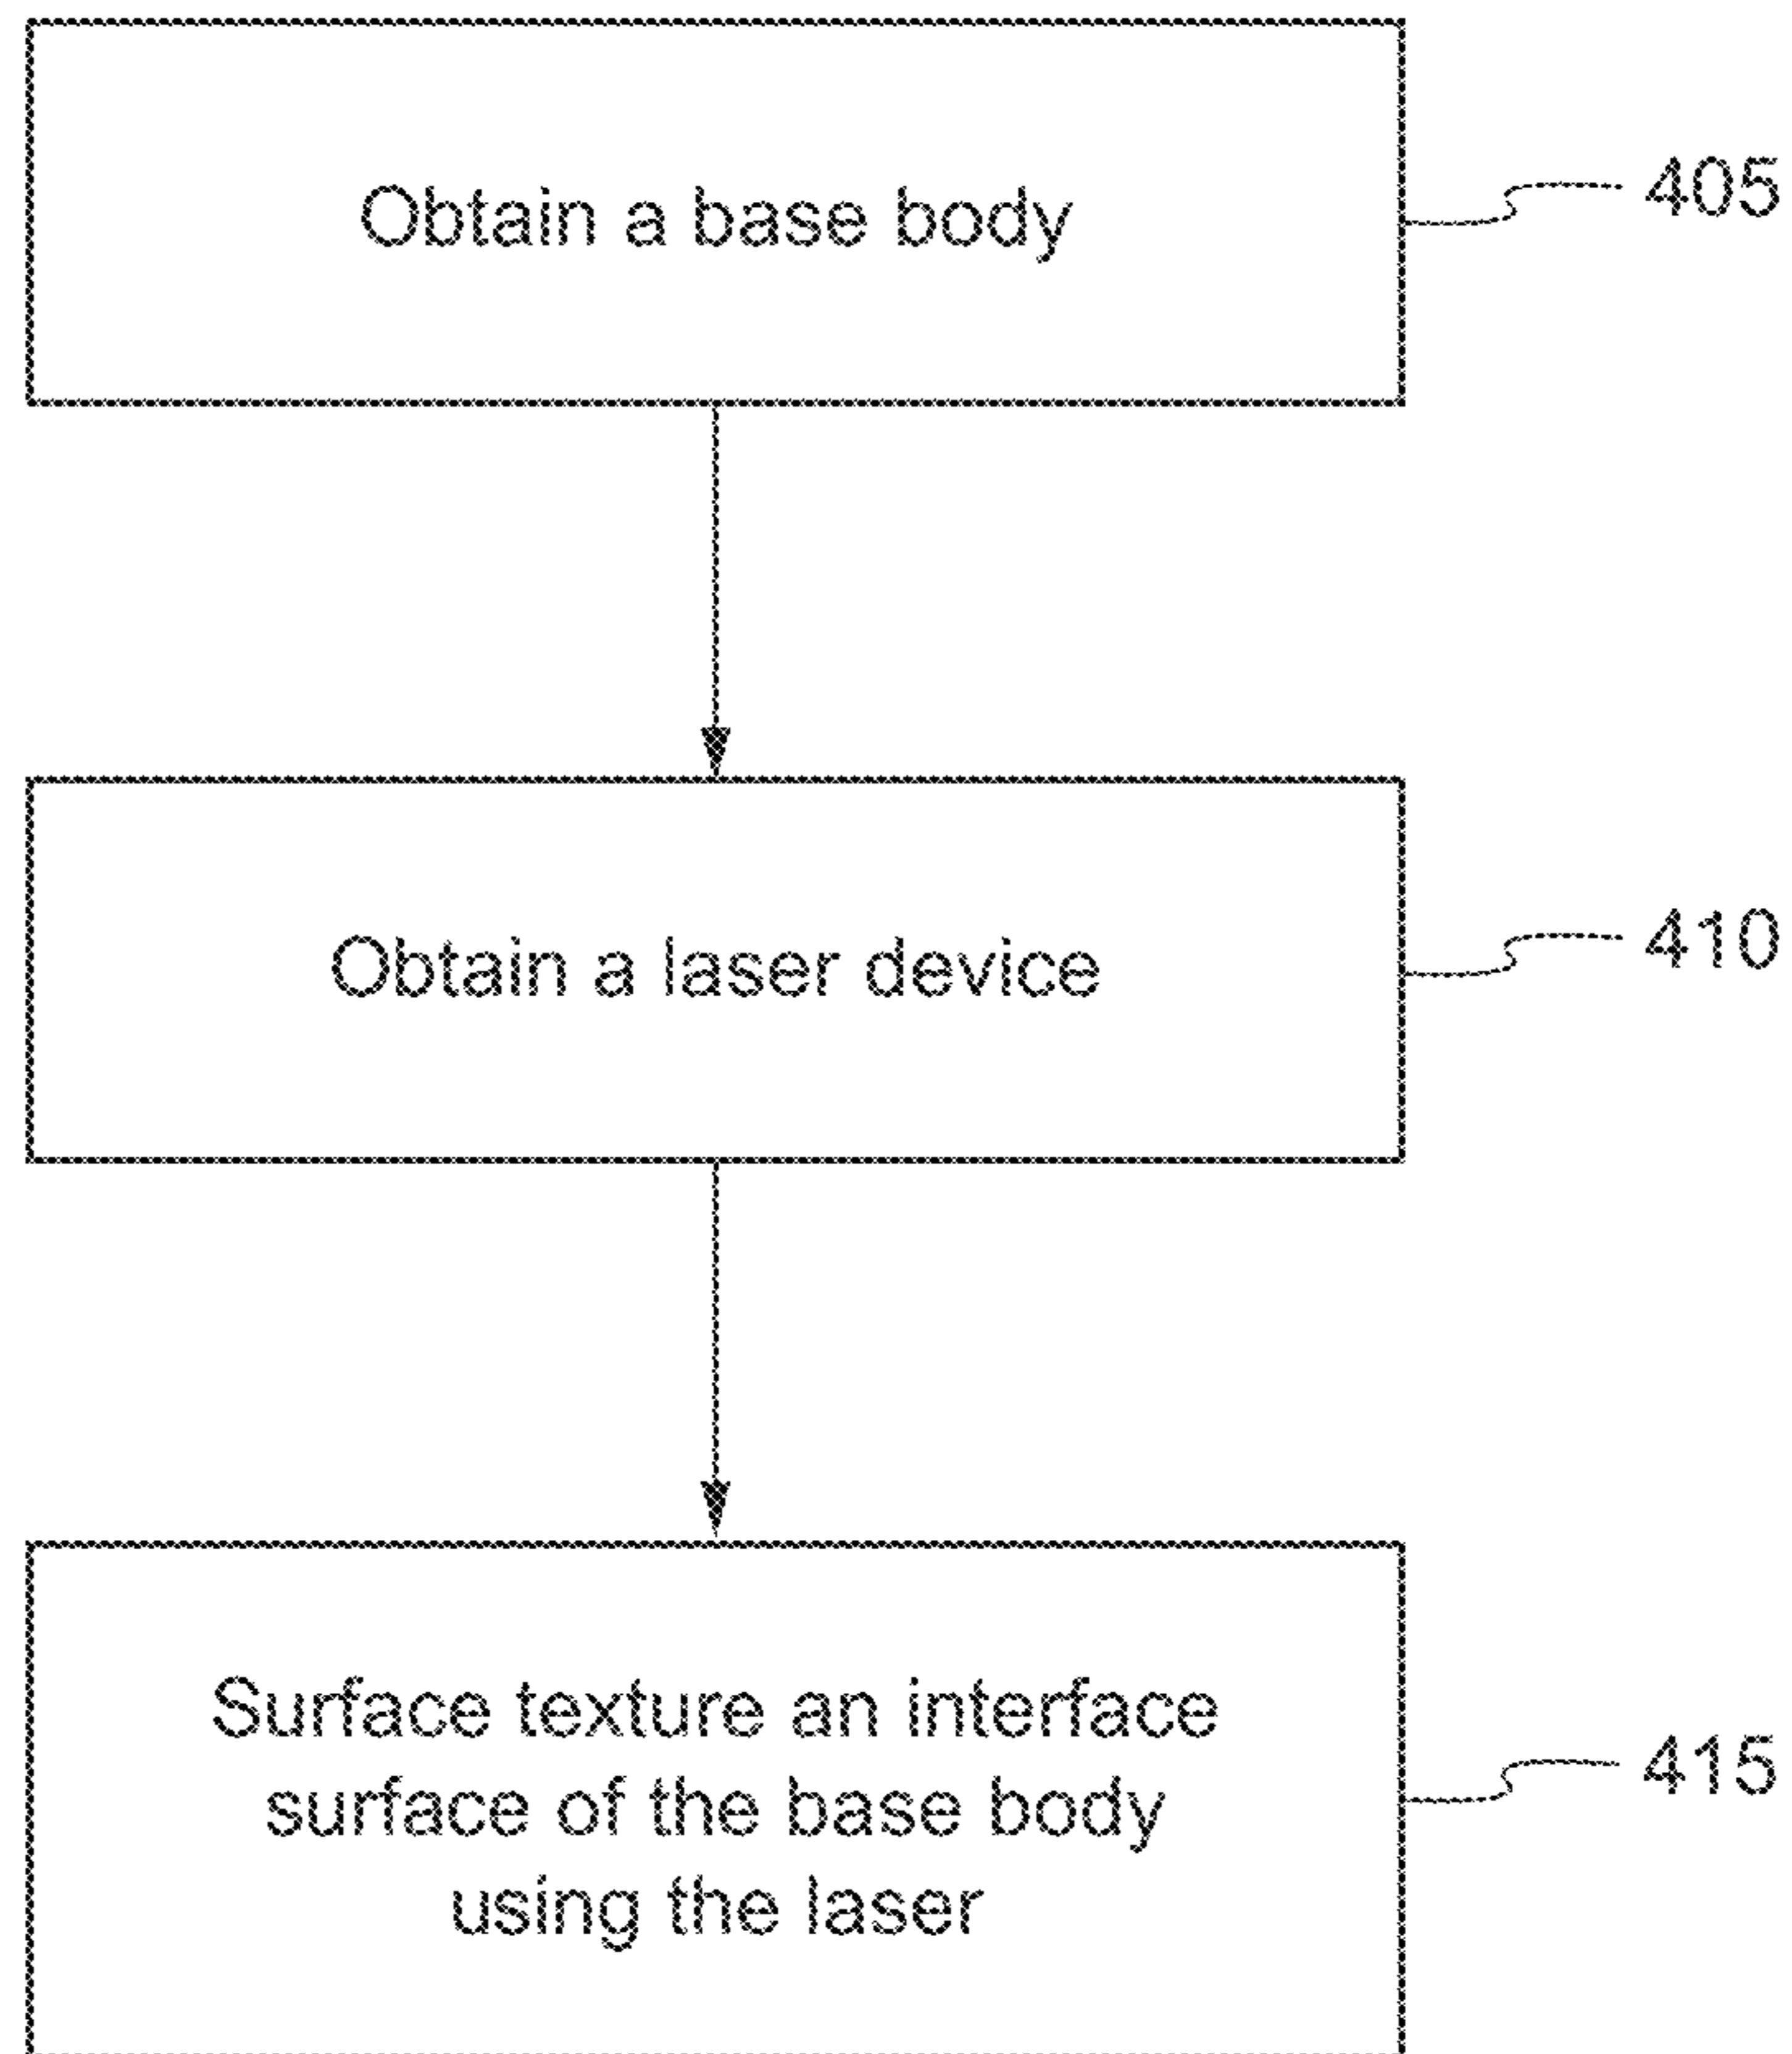 Obtain a base body
405
Obtain a laser device
410
Surface texture an interface
surface of the base body
using the laser
415